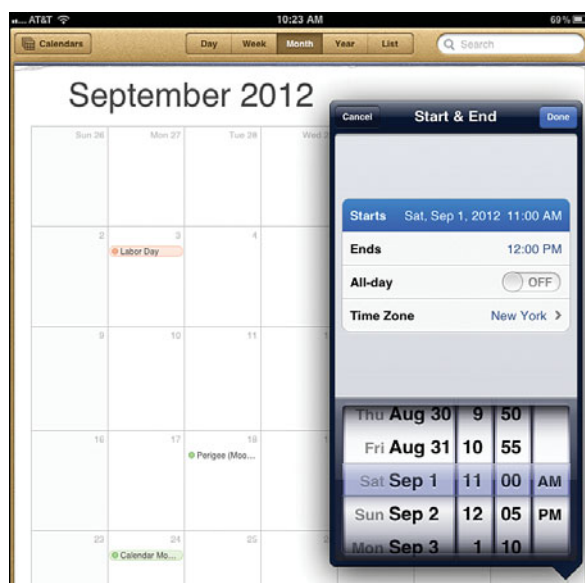 AT&T 10:23 AM 69%
Calendars Day Week Month Year List Search
September 2012
Sun 26 Mon 27 Tue 28 Wed
2 3 4
Labor Day
9 10 11
16 17 18
Perigee (Moo...
23 24 25
Calendar Mo...
Cancel Start & End Done
Starts Sat, Sep 1, 2012 11:00 AM
Ends 12:00 PM
All-day OFF
Time Zone New York
Thu Aug 30 9 50
Fri Aug 31 10 55
Sat Sep 1 11 00 AM
Sun Sep 2 12 05 PM
Mon Sep 3 1 10